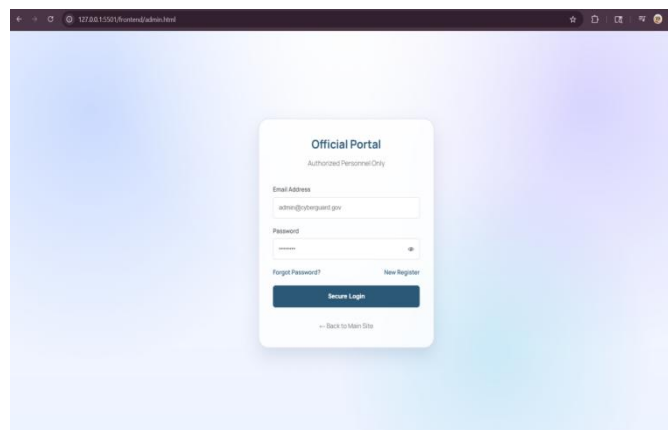 127.0.0.1:5501/frontend/admin.html
Official Portal
Authorized Personnel Only
Email Address
admin@cyberguard.gov
Password
Forgot Password? New Register
Secure Login
← Back to Main Site